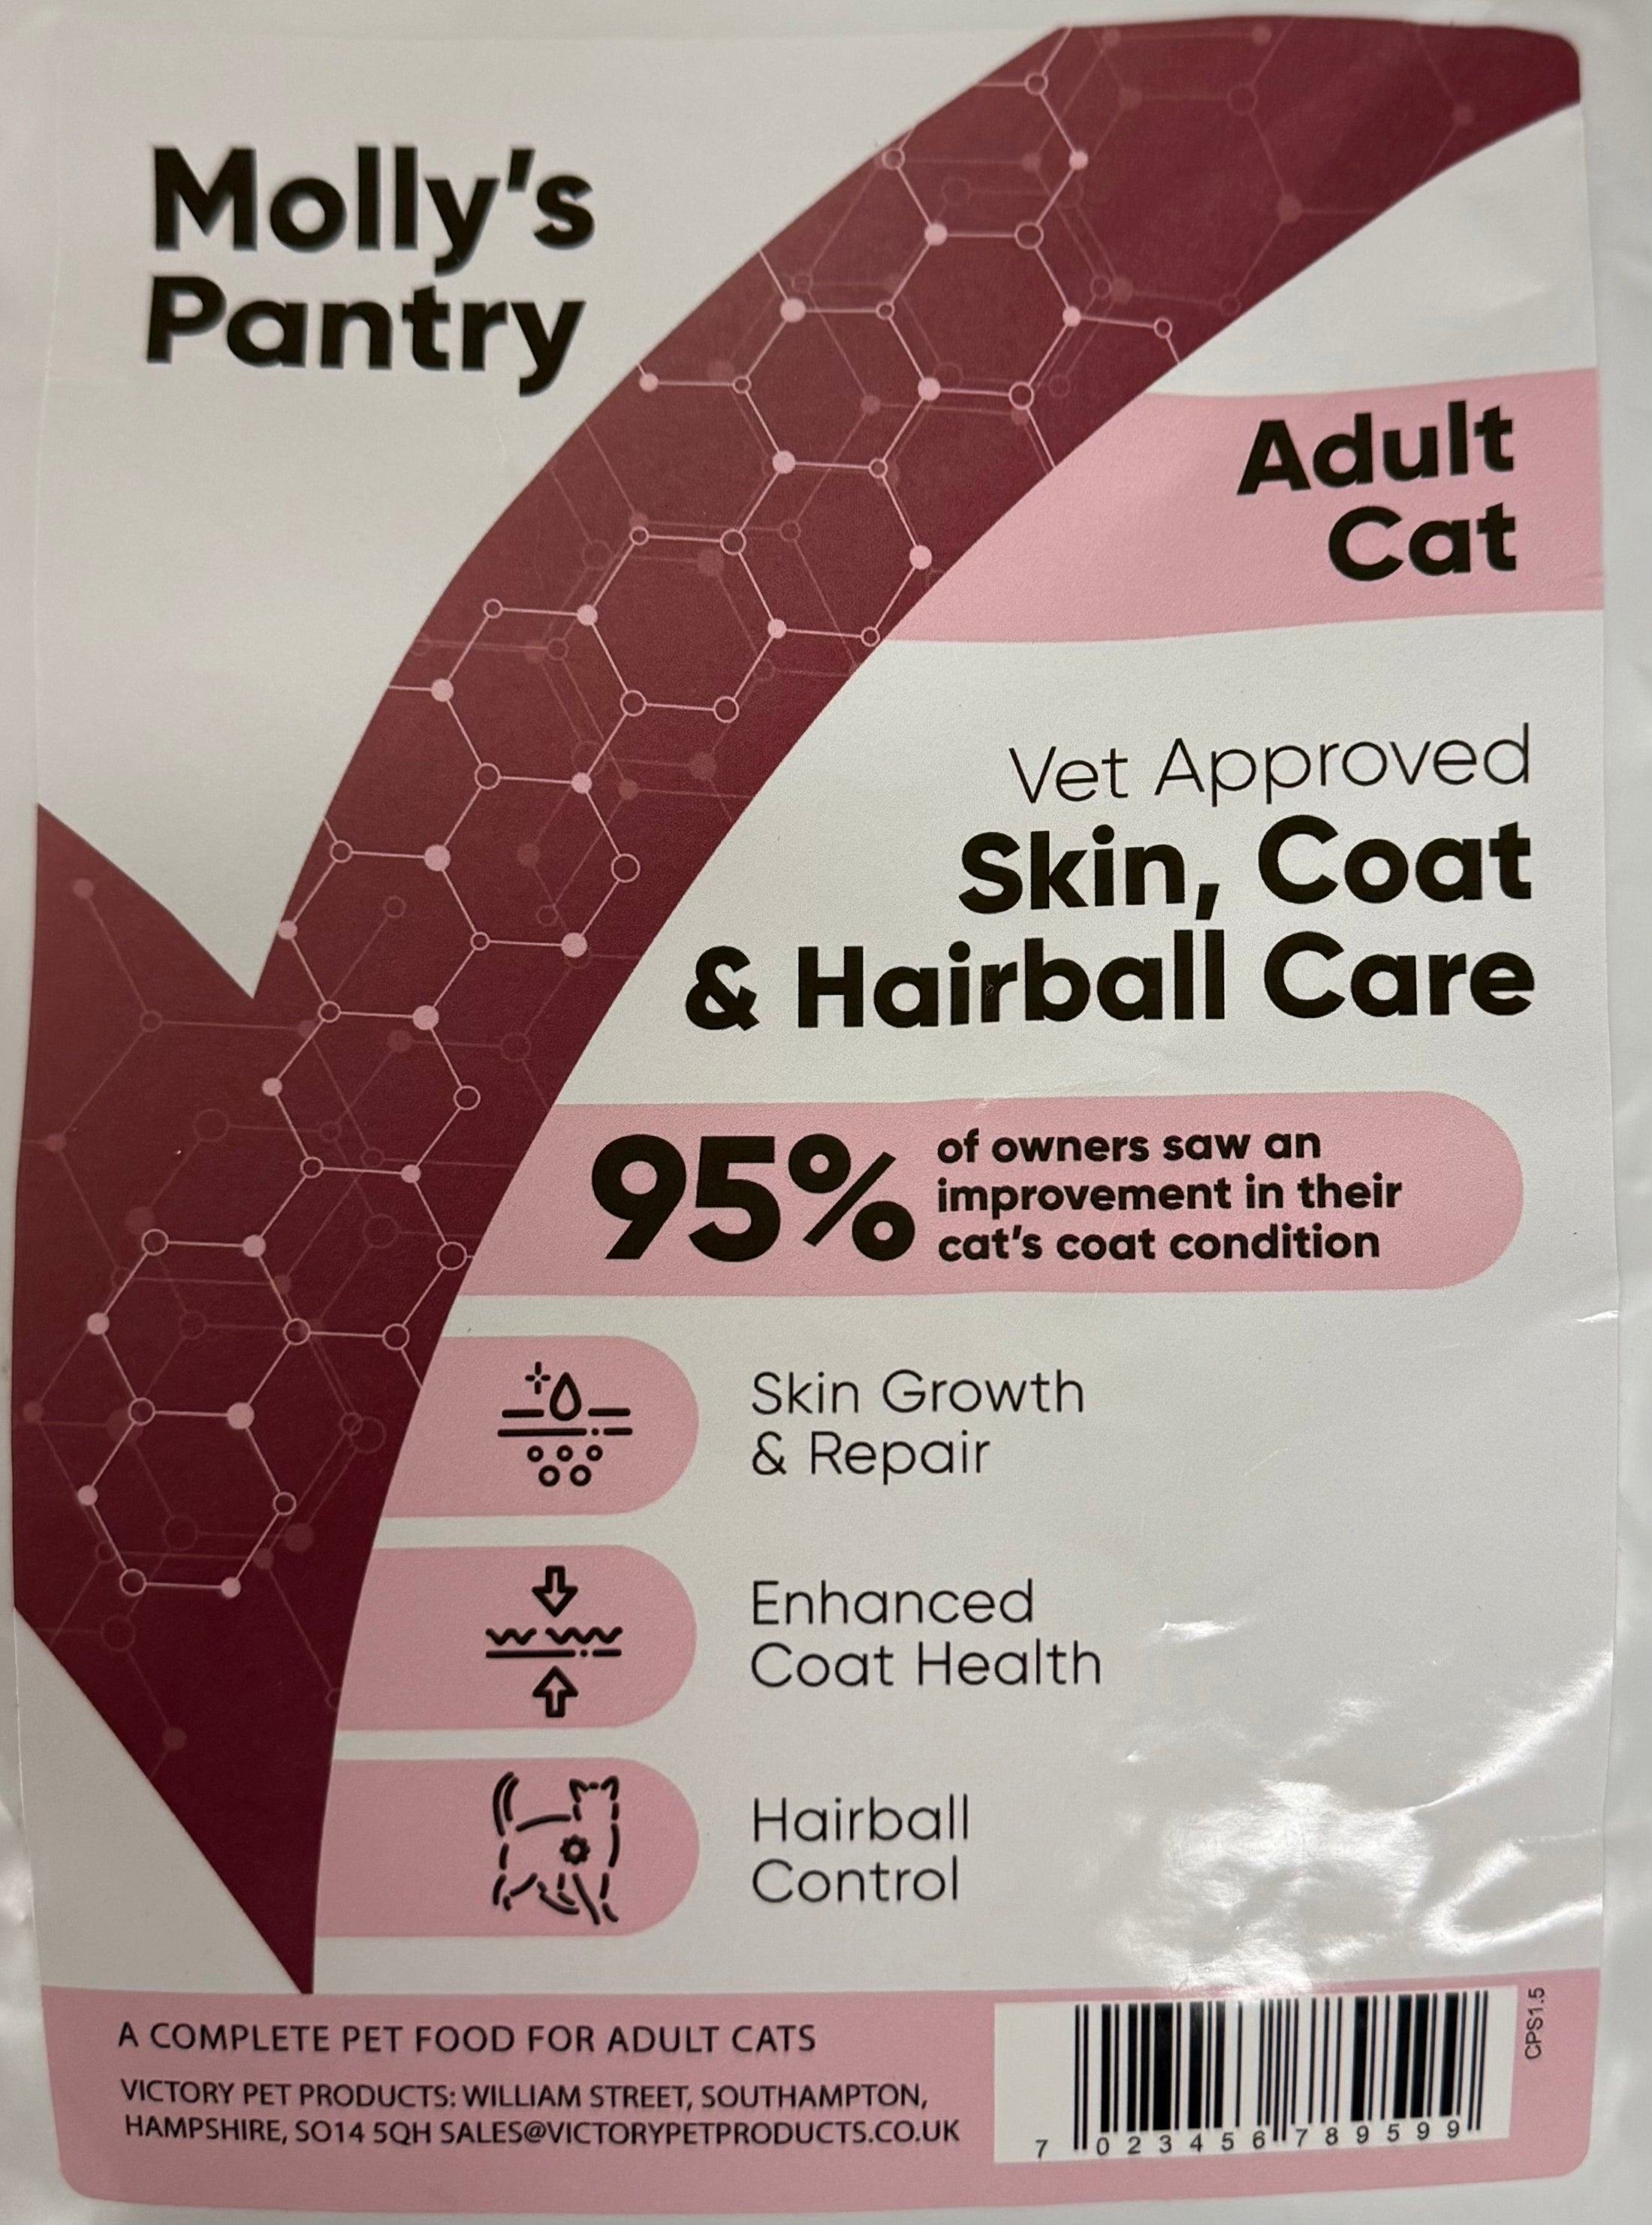 Molly's
Pantry
Adult
Cat
Vet Approved
Skin, Coat
& Hairball Care
95%
of owners saw an
improvement in their
cat's coat condition
Skin Growth
& Repair
Enhanced
Coat Health
Hairball
Control
A COMPLETE PET FOOD FOR ADULT CATS
VICTORY PET PRODUCTS: WILLIAM STREET, SOUTHAMPTON,
HAMPSHIRE, SO14 5QH SALES@VICTORYPETPRODUCTS.CO.UK
7 023456 789599
CPS1.5